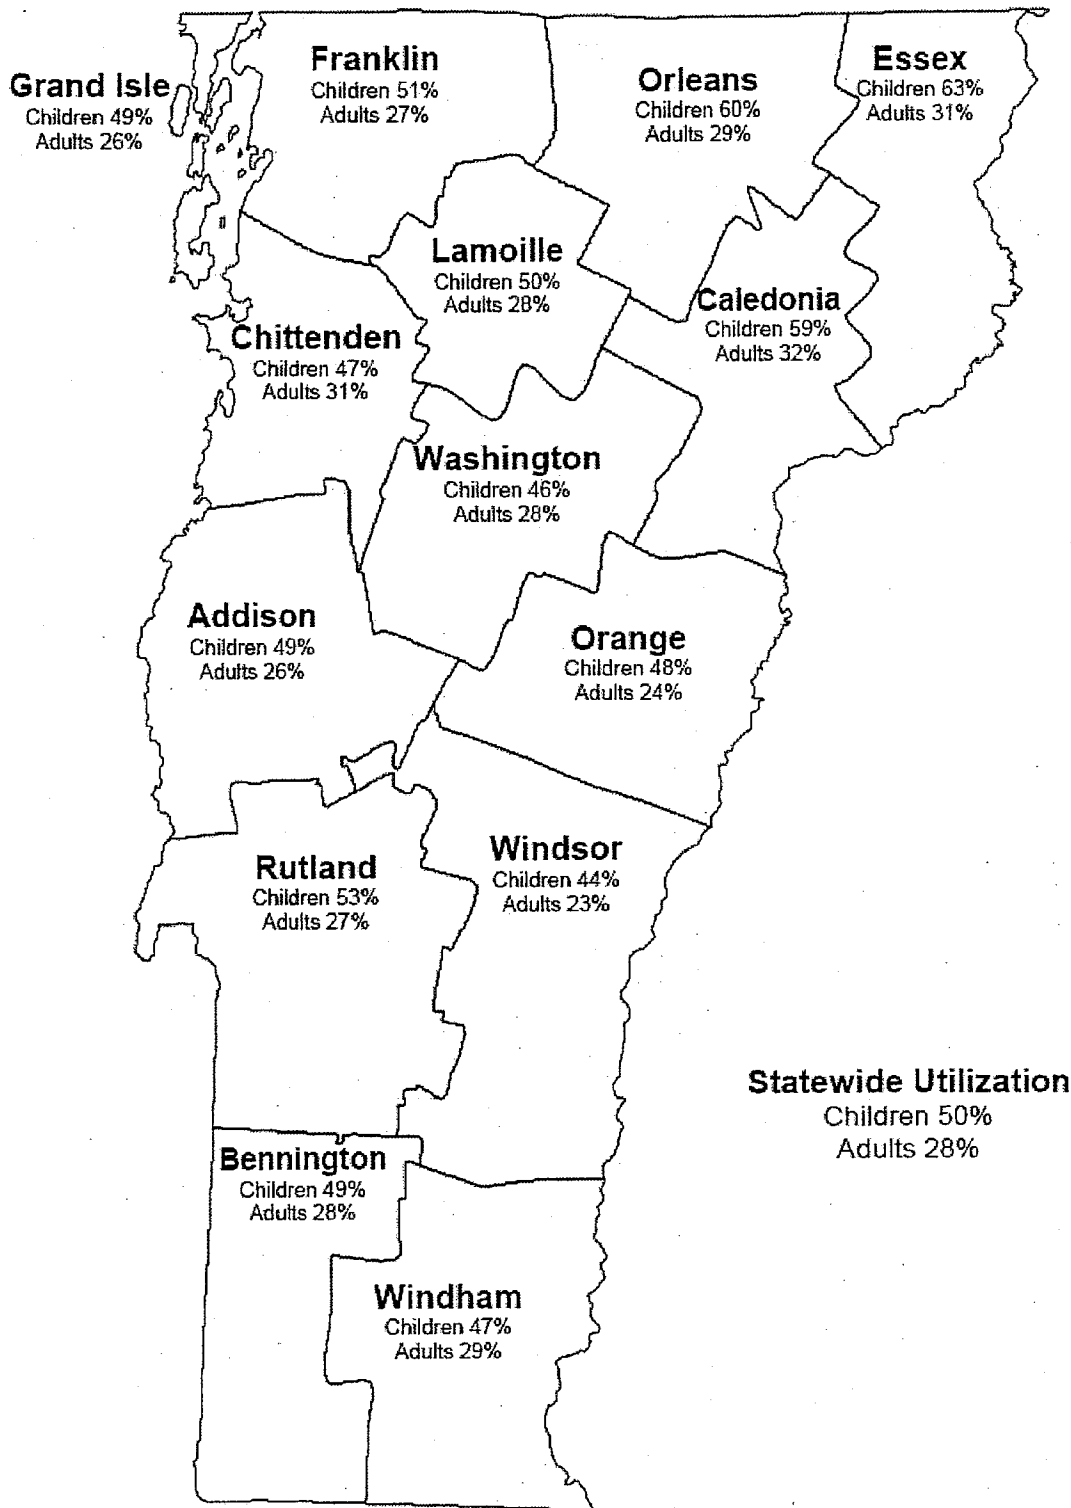 Franklin
Children 51%
Adults 27%
Essex
Children 63%
Adults 31%
Orleans
Children 60%
Adults 29%
Grand Isle
Children 49%
Adults 26%
Lamoille
Children 50%
Adults 28%
Caledonia
Children 59%
Adults 32%
Chittenden
Children 47%
Adults 31%
Washington
Children 46%
Adults 28%
Addison
Children 49%
Adults 26%
Orange
Children 48%
Adults 24%
Windsor
Children 44%
Adults 23%
Rutland
Children 53%
Adults 27%
Statewide Utilization
Children 50%
Adults 28%
Bennington
Children 49%
Adults 28%
Windham
Children 47%
Adults 29%